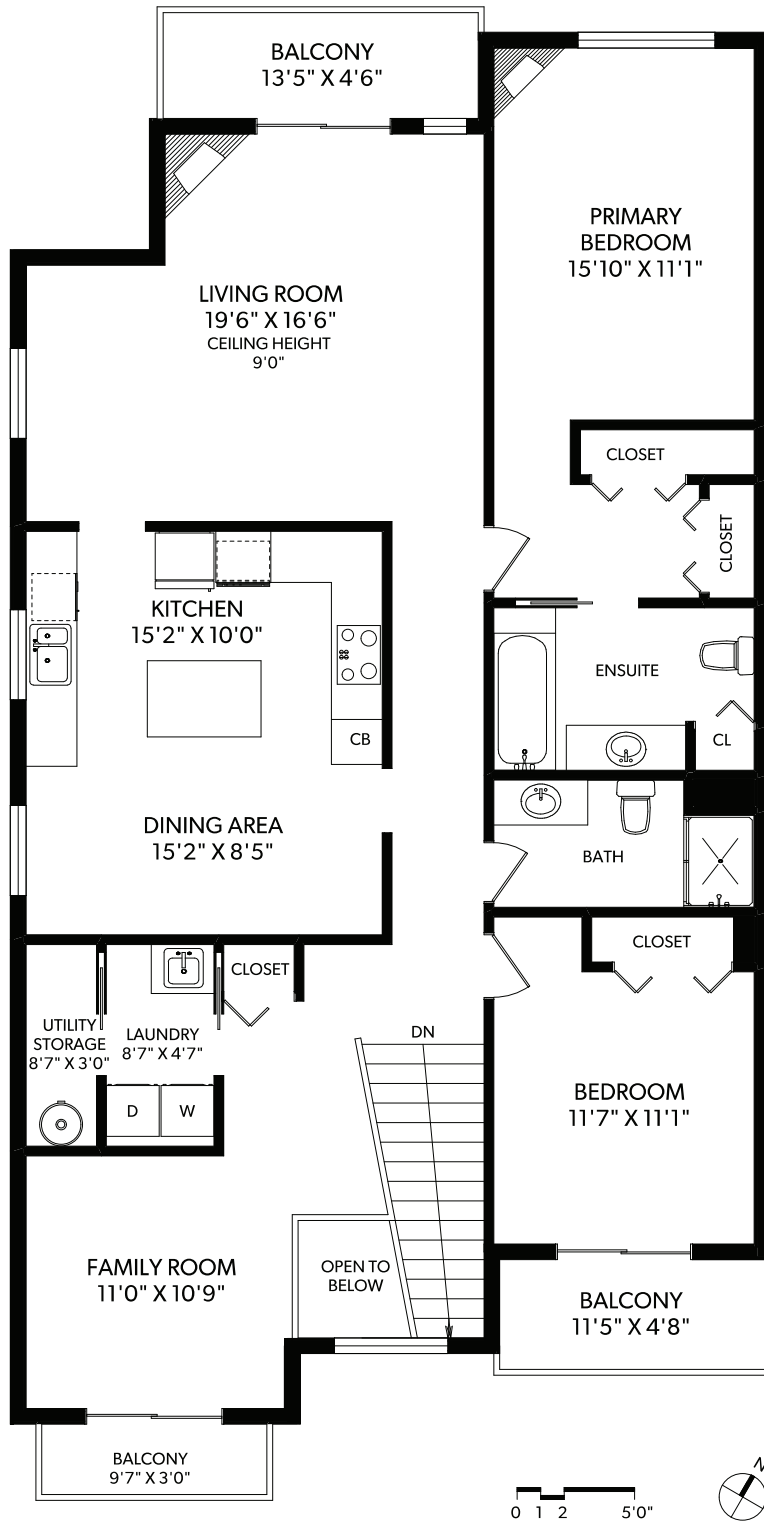 BALCONY
13'5" X 4'6"
PRIMARY
BEDROOM
15'10" X 11'1"
LIVING ROOM
19'6" X 16'6"
CEILING HEIGHT
9'0"
CLOSET
CLOSET
KITCHEN
15'2" X 10'0"
ENSUITE
CB
CL
DINING AREA
15'2" X 8'5"
BATH
CLOSET
CLOSET
UTILITY
STORAGE
8'7" X 3'0"
LAUNDRY
8'7" X 4'7"
DN
D
W
BEDROOM
11'7" X 11'1"
FAMILY ROOM
11'0" X 10'9"
OPEN TO
BELOW
BALCONY
11'5" X 4'8"
BALCONY
9'7" X 3'0"
0 1 2 5'0"
N